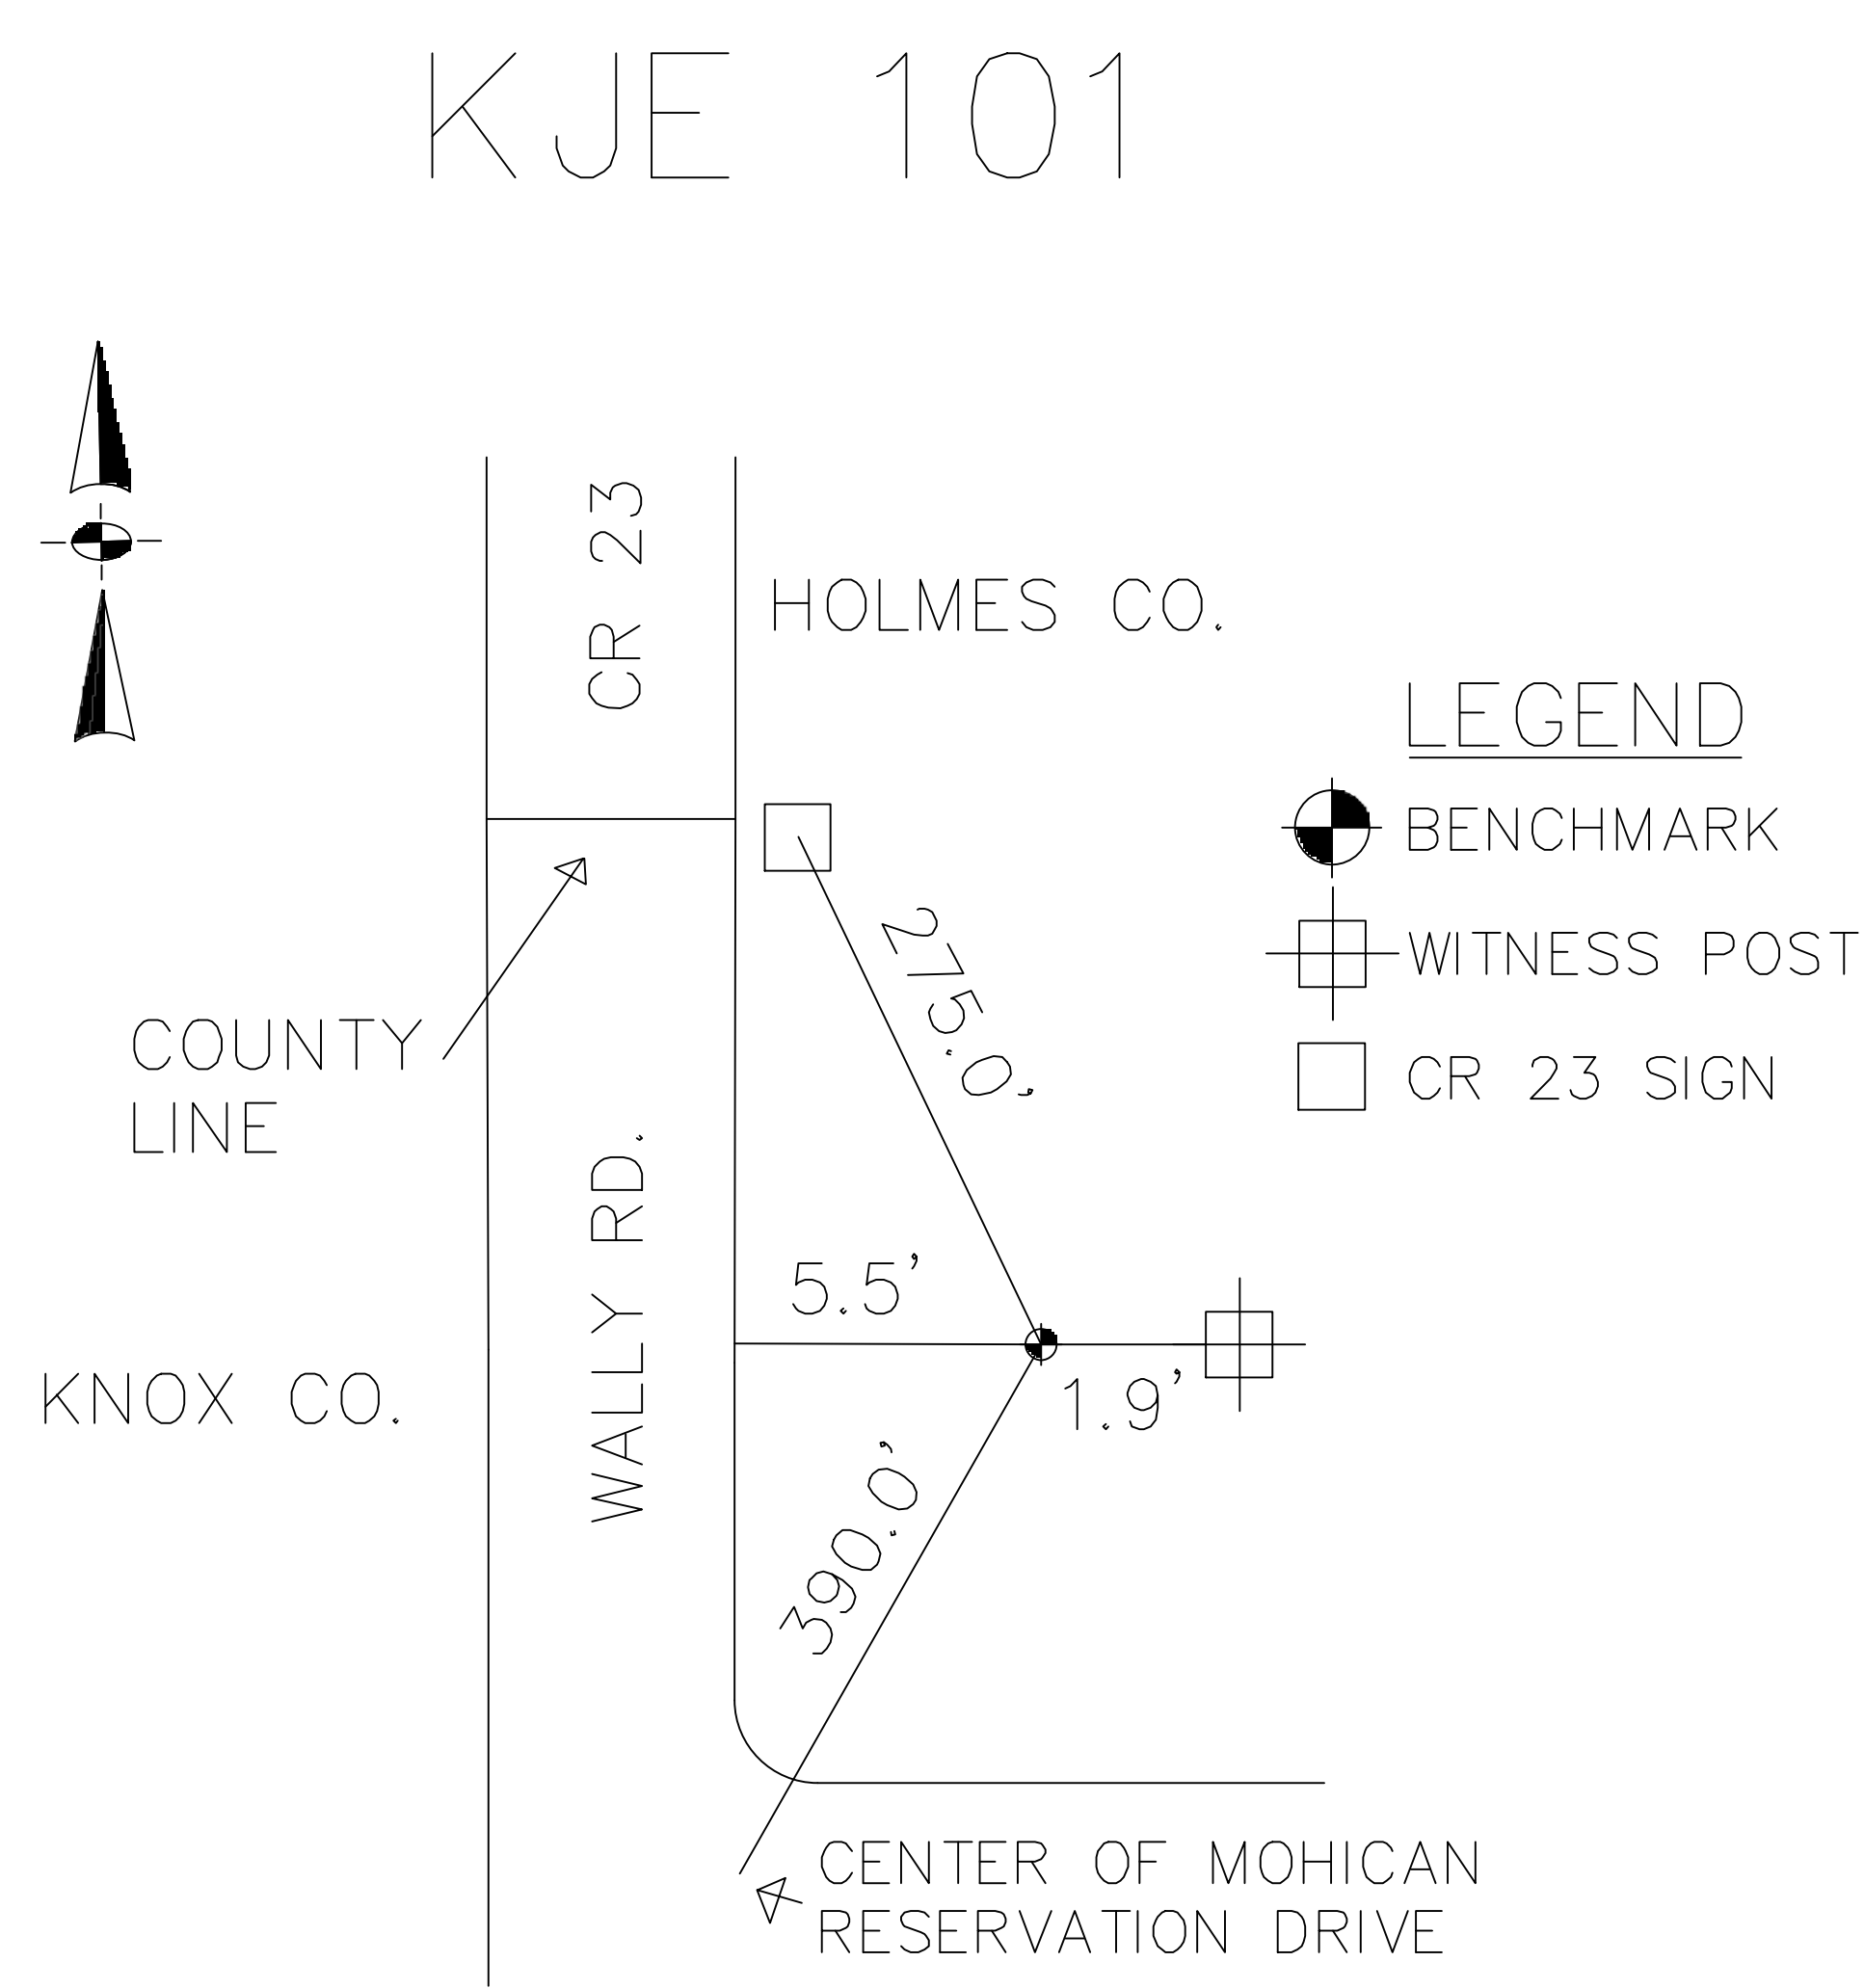 KJE 101
CR 23
HOLMES CO.
LEGEND
BENCHMARK
WITNESS POST
CR 23 SIGN
275.0'
COUNTY
LINE
WALLY RD.
5.5'
KNOX CO.
1.9'
390.0'
CENTER OF MOHICAN
RESERVATION DRIVE